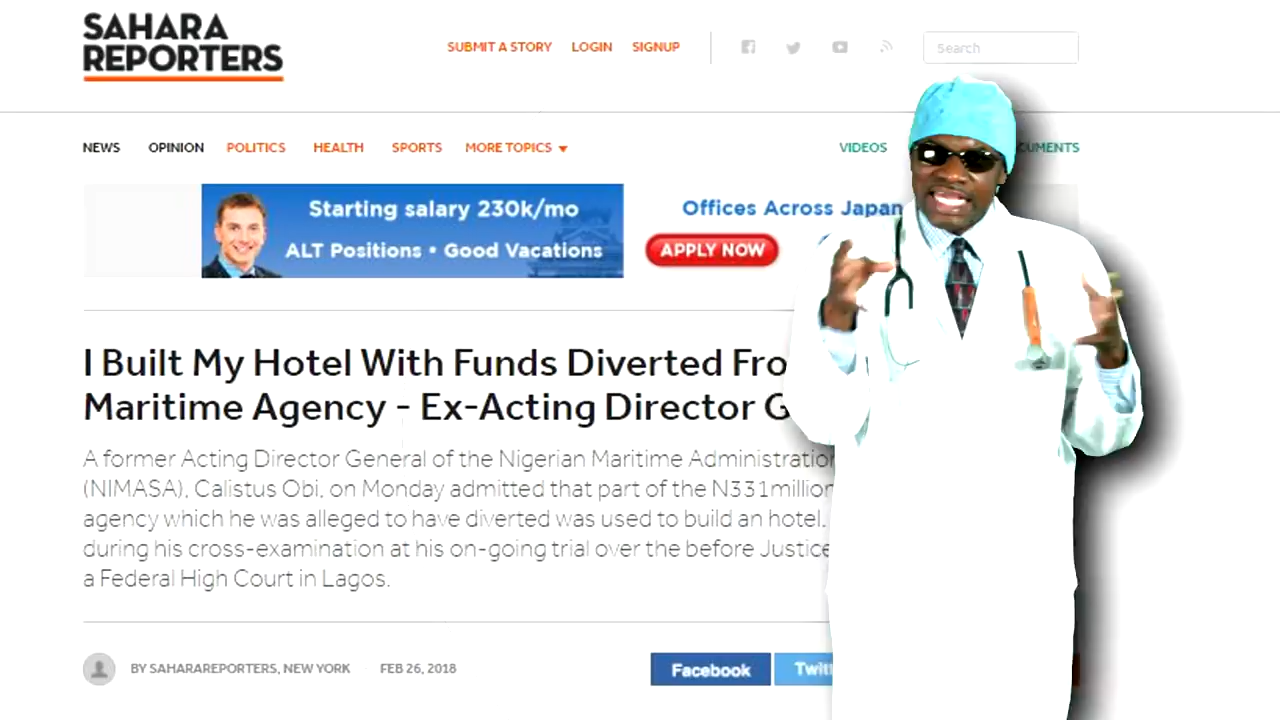 SAHARA
REPORTERS
SUBMIT A STORY LOGIN SIGNUP
Search
NEWS OPINION POLITICS HEALTH SPORTS MORE TOPICS VIDEOS CUMENTS
Starting salary 230k/mo
ALT Positions • Good Vacations
Offices Across Japan
APPLY NOW
I Built My Hotel With Funds Diverted Fro
Maritime Agency - Ex-Acting Director G
A former Acting Director General of the Nigerian Maritime Administration
(NIMASA), Calistus Obi, on Monday admitted that part of the N331million
agency which he was alleged to have diverted was used to build an hotel.
during his cross-examination at his on-going trial over the before Justice
a Federal High Court in Lagos.
BY SAHARAREPORTERS, NEW YORK FEB 26, 2018
Facebook Twitt